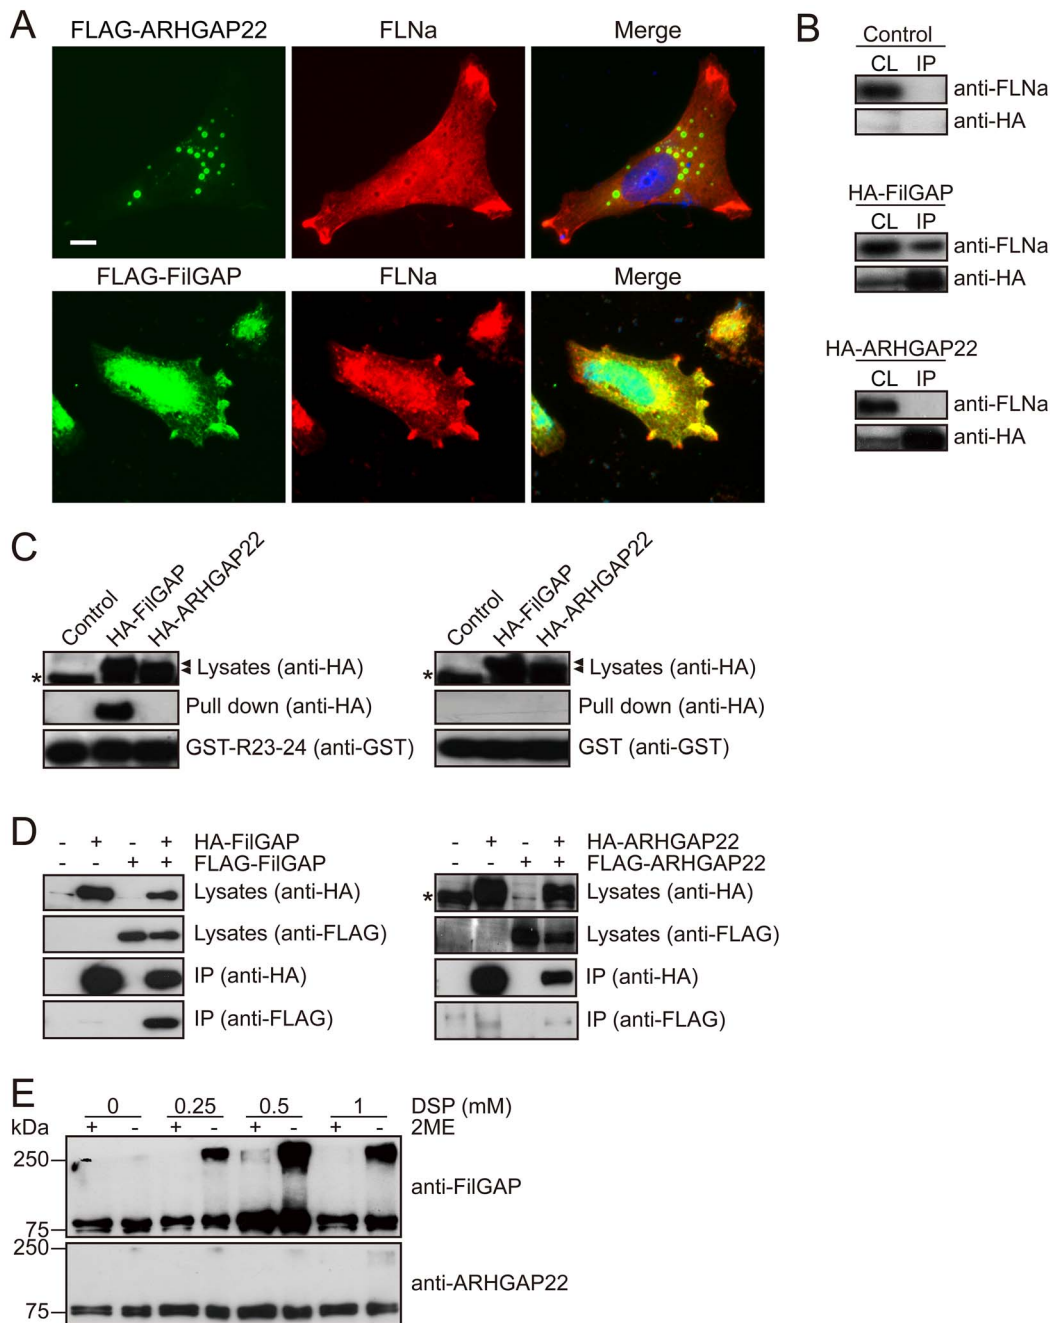 A
FLAG-ARHGAP22 FLNa Merge
FLAG-FilGAP FLNa Merge
B
Control
CL IP
anti-FLNa
anti-HA
HA-FilGAP
CL IP
anti-FLNa
anti-HA
HA-ARHGAP22
CL IP
anti-FLNa
anti-HA
C
Control HA-FilGAP HA-ARHGAP22
* Lysates (anti-HA)
Pull down (anti-HA)
GST-R23-24 (anti-GST)
Control HA-FilGAP HA-ARHGAP22
* Lysates (anti-HA)
Pull down (anti-HA)
GST (anti-GST)
D
- + - + HA-FilGAP
- - + + FLAG-FilGAP
Lysates (anti-HA)
Lysates (anti-FLAG)
IP (anti-HA)
IP (anti-FLAG)
- + - + HA-ARHGAP22
- - + + FLAG-ARHGAP22
* Lysates (anti-HA)
Lysates (anti-FLAG)
IP (anti-HA)
IP (anti-FLAG)
E
0 0.25 0.5 1 DSP (mM)
kDa + - + - + - + - 2ME
250
anti-FilGAP
75
250
anti-ARHGAP22
75